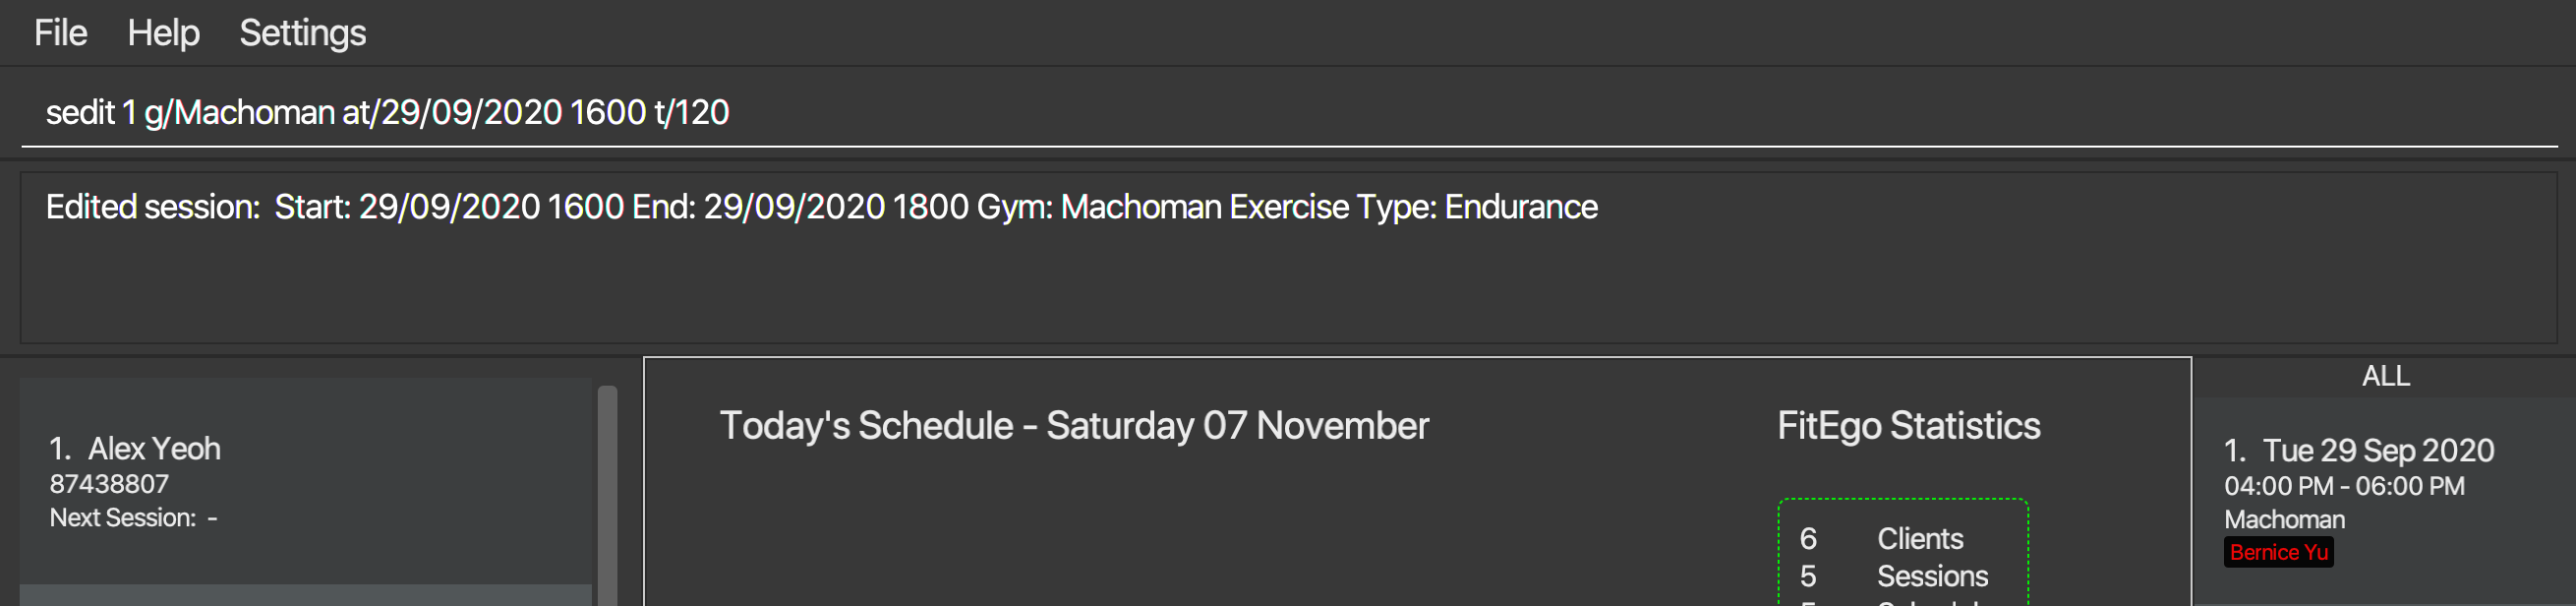 File Help Settings
sedit 1 g/Machoman at/29/09/2020 1600 t/120
Edited session: Start: 29/09/2020 1600 End: 29/09/2020 1800 Gym: Machoman Exercise Type: Endurance
1. Alex Yeoh
87438807
Next Session: -
Today's Schedule - Saturday 07 November
FitEgo Statistics
6 Clients
5 Sessions
ALL
1. Tue 29 Sep 2020
04:00 PM - 06:00 PM
Machoman
Bernice Yu